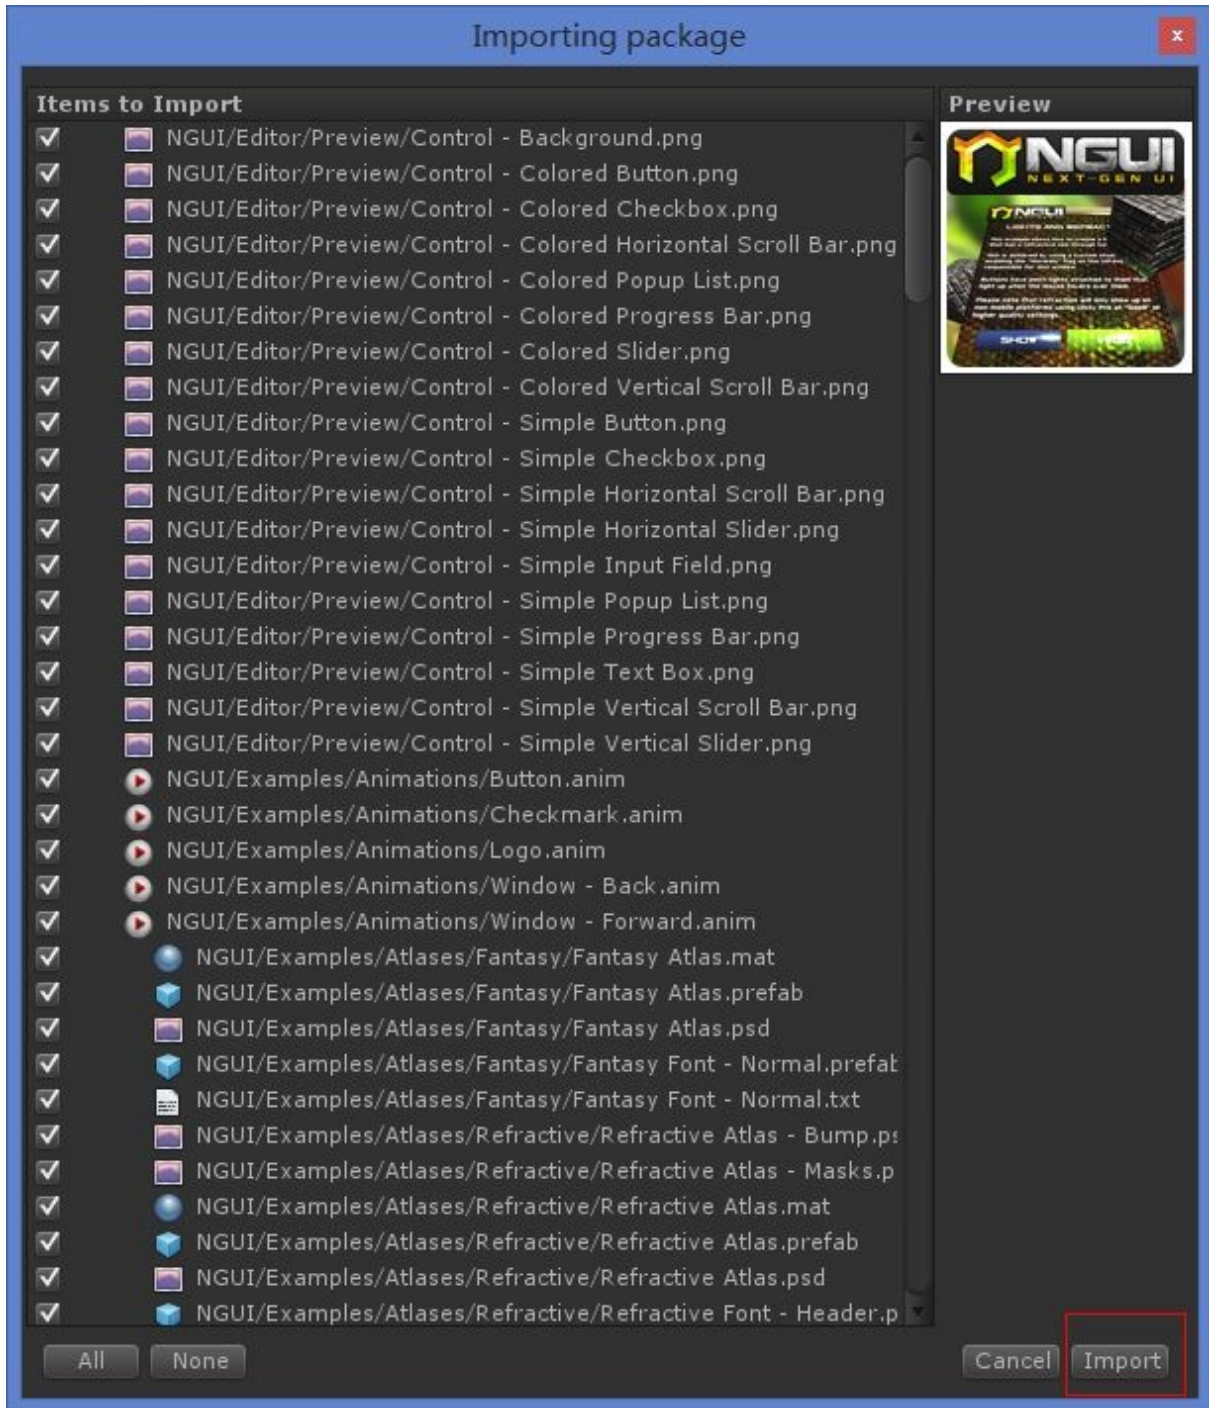 Importing package
x
Items to Import
NGUI/Editor/Preview/Control - Background.png
NGUI/Editor/Preview/Control - Colored Button.png
NGUI/Editor/Preview/Control - Colored Checkbox.png
NGUI/Editor/Preview/Control - Colored Horizontal Scroll Bar.png
NGUI/Editor/Preview/Control - Colored Popup List.png
NGUI/Editor/Preview/Control - Colored Progress Bar.png
NGUI/Editor/Preview/Control - Colored Slider.png
NGUI/Editor/Preview/Control - Colored Vertical Scroll Bar.png
NGUI/Editor/Preview/Control - Simple Button.png
NGUI/Editor/Preview/Control - Simple Checkbox.png
NGUI/Editor/Preview/Control - Simple Horizontal Scroll Bar.png
NGUI/Editor/Preview/Control - Simple Horizontal Slider.png
NGUI/Editor/Preview/Control - Simple Input Field.png
NGUI/Editor/Preview/Control - Simple Popup List.png
NGUI/Editor/Preview/Control - Simple Progress Bar.png
NGUI/Editor/Preview/Control - Simple Text Box.png
NGUI/Editor/Preview/Control - Simple Vertical Scroll Bar.png
NGUI/Editor/Preview/Control - Simple Vertical Slider.png
NGUI/Examples/Animations/Button.anim
NGUI/Examples/Animations/Checkmark.anim
NGUI/Examples/Animations/Logo.anim
NGUI/Examples/Animations/Window - Back.anim
NGUI/Examples/Animations/Window - Forward.anim
NGUI/Examples/Atlases/Fantasy/Fantasy Atlas.mat
NGUI/Examples/Atlases/Fantasy/Fantasy Atlas.prefab
NGUI/Examples/Atlases/Fantasy/Fantasy Atlas.psd
NGUI/Examples/Atlases/Fantasy/Fantasy Font - Normal.prefab
NGUI/Examples/Atlases/Fantasy/Fantasy Font - Normal.txt
NGUI/Examples/Atlases/Refractive/Refractive Atlas - Bump.ps
NGUI/Examples/Atlases/Refractive/Refractive Atlas - Masks.p
NGUI/Examples/Atlases/Refractive/Refractive Atlas.mat
NGUI/Examples/Atlases/Refractive/Refractive Atlas.prefab
NGUI/Examples/Atlases/Refractive/Refractive Atlas.psd
NGUI/Examples/Atlases/Refractive/Refractive Font - Header.p
Preview
NGUI
NEXT-GEN UI
NGUI
LIGHTS AND REFRACTION
SHOW
All
None
Cancel
Import